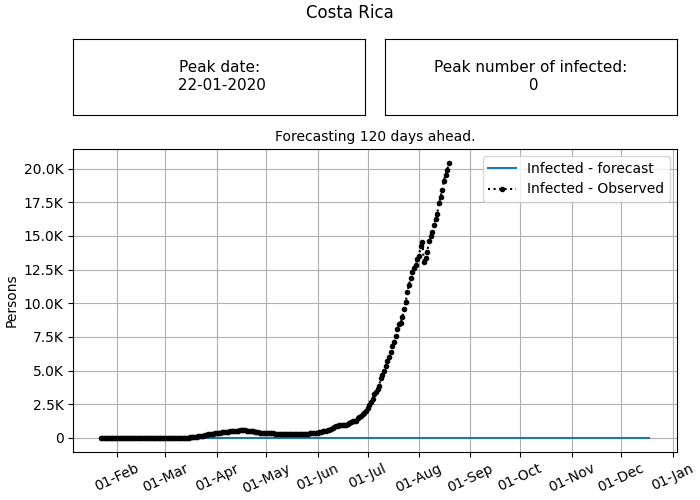 Costa Rica
Peak date:
22-01-2020
Peak number of infected:
0
Forecasting 120 days ahead.
Infected - forecast
Infected - Observed
Persons
20.0K
17.5K
15.0K
12.5K
10.0K
7.5K
5.0K
2.5K
0
01-Feb
01-Mar
01-Apr
01-May
01-Jun
01-Jul
01-Aug
01-Sep
01-Oct
01-Nov
01-Dec
01-Jan